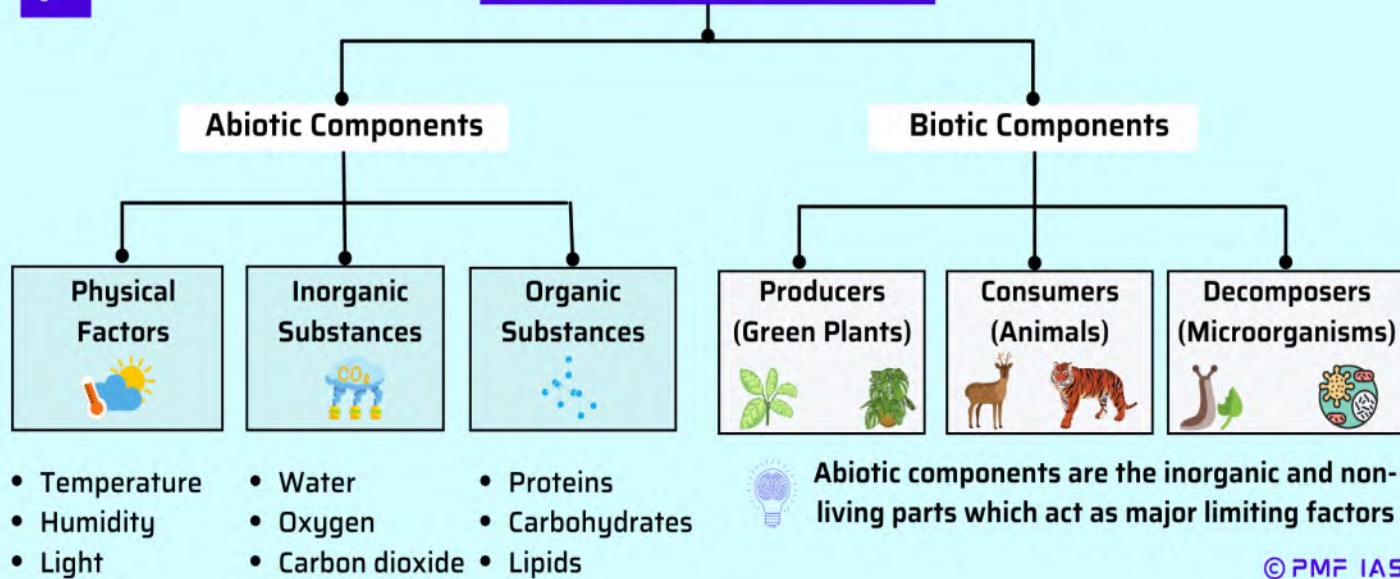 Abiotic Components
Biotic Components
Physical
Factors
Inorganic
Substances
CO₂
Organic
Substances
Producers
(Green Plants)
Consumers
(Animals)
Decomposers
(Microorganisms)
• Temperature
• Humidity
• Light
• Water
• Oxygen
• Carbon dioxide
• Proteins
• Carbohydrates
• Lipids
Abiotic components are the inorganic and non-
living parts which act as major limiting factors
© PMF IAS